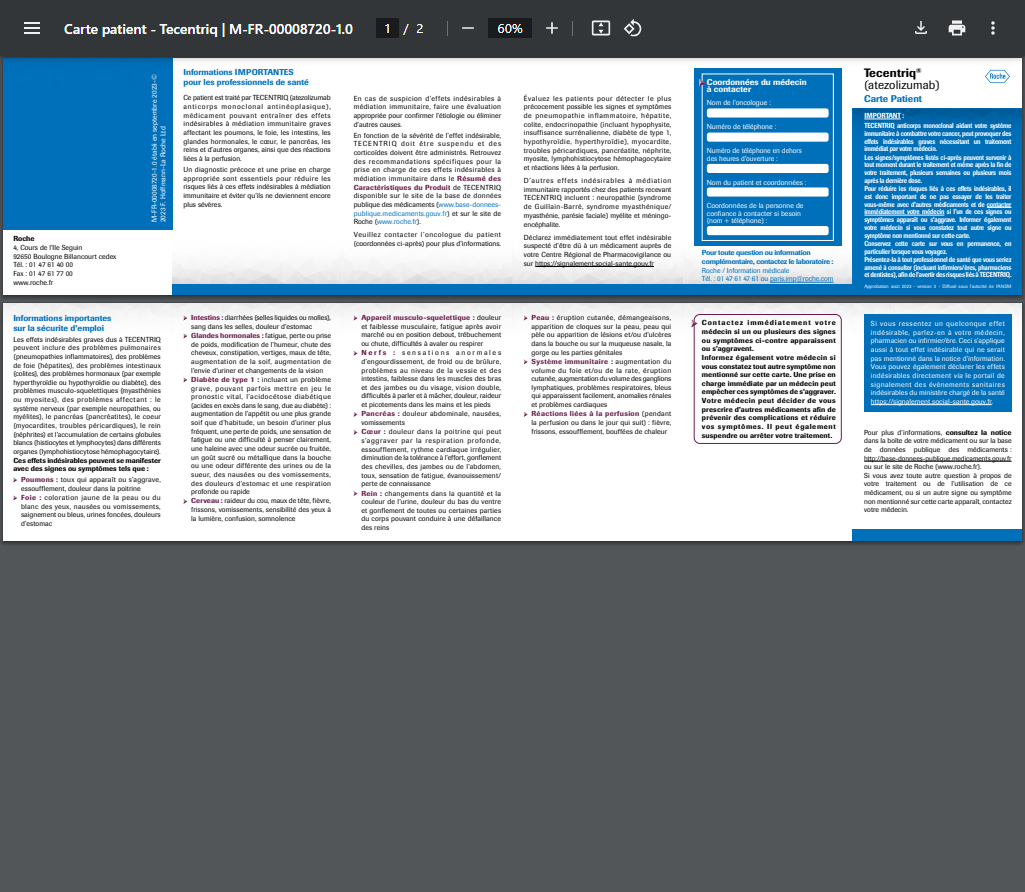 Carte patient - Tecentriq | M-FR-00008720-1.0
1 / 2
60%
M-FR-00008720-1.0 établi en septembre 2023-©
2023 F. Hoffmann-La Roche Ltd
Roche
4, Cours de l'Ile Seguin
92650 Boulogne Billancourt cedex
Tél. : 01 47 61 40 00
Fax : 01 47 61 77 00
www.roche.fr
Informations IMPORTANTES
pour les professionnels de santé
Ce patient est traité par TECENTRIQ (atezolizumab
anticorps monoclonal antinéoplasique),
médicament pouvant entraîner des effets
indésirables à médiation immunitaire graves
affectant les poumons, le foie, les intestins, les
glandes hormonales, le cœur, le pancréas, les
reins et d'autres organes, ainsi que des réactions
liées à la perfusion.
Un diagnostic précoce et une prise en charge
appropriée sont essentiels pour réduire les
risques liés à ces effets indésirables à médiation
immunitaire et éviter qu'ils ne deviennent encore
plus sévères.
En cas de suspicion d'effets indésirables à
médiation immunitaire, faire une évaluation
appropriée pour confirmer l'étiologie ou éliminer
d'autres causes.
En fonction de la sévérité de l'effet indésirable,
TECENTRIQ doit être suspendu et des
corticoïdes doivent être administrés. Retrouvez
des recommandations spécifiques pour la
prise en charge de ces effets indésirables à
médiation immunitaire dans le Résumé des
Caractéristiques du Produit de TECENTRIQ
disponible sur le site de la base de données
publique des médicaments (www.base-donnees-
publique.medicaments.gouv.fr) et sur le site de
Roche (www.roche.fr).
Veuillez contacter l'oncologue du patient
(coordonnées ci-après) pour plus d'informations.
Évaluez les patients pour détecter le plus
précocement possible les signes et symptômes
de pneumopathie inflammatoire, hépatite,
colite, endocrinopathie (incluant hypophysite,
insuffisance surrénalienne, diabète de type 1,
hypothyroïdie, hyperthyroïdie), myocardite,
troubles péricardiques, pancréatite, néphrite,
myosite, lymphohistiocytose hémophagocytaire
et réactions liées à la perfusion.
D'autres effets indésirables à médiation
immunitaire rapportés chez des patients recevant
TECENTRIQ incluent : neuropathie (syndrome
de Guillain-Barré, syndrome myasthénique/
myasthénie, parésie faciale) myélite et méningo-
encéphalite.
Déclarez immédiatement tout effet indésirable
suspecté d'être dû à un médicament auprès de
votre Centre Régional de Pharmacovigilance ou
sur https://signalement.social-sante.gouv.fr
Coordonnées du médecin
à contacter
Nom de l'oncologue :
Numéro de téléphone :
Numéro de téléphone en dehors
des heures d'ouverture :
Nom du patient et coordonnées :
Coordonnées de la personne de
confiance à contacter si besoin
(nom + téléphone) :
Pour toute question ou information
complémentaire, contactez le laboratoire :
Roche / Information médicale
Tél. : 01 47 61 47 61 ou paris.imp@roche.com
Tecentriq®
(atezolizumab)
Roche
Carte Patient
IMPORTANT :
TECENTRIQ anticorps monoclonal aidant votre système
immunitaire à combattre votre cancer, peut provoquer des
effets indésirables graves nécessitant un traitement
immédiat par votre médecin.
Les signes/symptômes listés ci-après peuvent survenir à
tout moment durant le traitement et même après la fin de
votre traitement, plusieurs semaines ou plusieurs mois
après la dernière dose.
Pour réduire les risques liés à ces effets indésirables, il
est donc important de ne pas essayer de les traiter
vous-même avec d'autres médicaments et de contacter
immédiatement votre médecin si l'un de ces signes ou
symptômes apparaît ou s'aggrave. Informer également
votre médecin si vous constatez tout autre signe ou
symptôme non mentionné sur cette carte.
Conservez cette carte sur vous en permanence, en
particulier lorsque vous voyagez.
Présentez-la à tout professionnel de santé que vous seriez
amené à consulter (incluant infirmiers/ères, pharmaciens
et dentistes), afin de l'avertir des risques liés à TECENTRIQ.
Approbation août 2023 - version 3 - Diffusé sous l'autorité de l'ANSM
Informations importantes
sur la sécurité d'emploi
Les effets indésirables graves dus à TECENTRIQ
peuvent inclure des problèmes pulmonaires
(pneumopathies inflammatoires), des problèmes
de foie (hépatites), des problèmes intestinaux
(colites), des problèmes hormonaux (par exemple
hyperthyroïdie ou hypothyroïdie ou diabète), des
problèmes musculo-squelettiques (myasthénies
ou myosites), des problèmes affectant : le
système nerveux (par exemple neuropathies, ou
myélites), le pancréas (pancréatites), le coeur
(myocardites, troubles péricardiques), le rein
(néphrites) et l'accumulation de certains globules
blancs (histiocytes et lymphocytes) dans différents
organes (lymphohistiocytose hémophagocytaire).
Ces effets indésirables peuvent se manifester
avec des signes ou symptômes tels que :
➤ Poumons : toux qui apparaît ou s'aggrave,
essoufflement, douleur dans la poitrine
➤ Foie : coloration jaune de la peau ou du
blanc des yeux, nausées ou vomissements,
saignement ou bleus, urines foncées, douleurs
d'estomac
➤ Intestins : diarrhées (selles liquides ou molles),
sang dans les selles, douleur d'estomac
➤ Glandes hormonales : fatigue, perte ou prise
de poids, modification de l'humeur, chute des
cheveux, constipation, vertiges, maux de tête,
augmentation de la soif, augmentation de
l'envie d'uriner et changements de la vision
➤ Diabète de type 1 : incluant un problème
grave, pouvant parfois mettre en jeu le
pronostic vital, l'acidocétose diabétique
(acides en excès dans le sang, due au diabète) :
augmentation de l'appétit ou une plus grande
soif que d'habitude, un besoin d'uriner plus
fréquent, une perte de poids, une sensation de
fatigue ou une difficulté à penser clairement,
une haleine avec une odeur sucrée ou fruitée,
un goût sucré ou métallique dans la bouche
ou une odeur différente des urines ou de la
sueur, des nausées ou des vomissements,
des douleurs d'estomac et une respiration
profonde ou rapide
➤ Cerveau : raideur du cou, maux de tête, fièvre,
frissons, vomissements, sensibilité des yeux à
la lumière, confusion, somnolence
➤ Appareil musculo-squelettique : douleur
et faiblesse musculaire, fatigue après avoir
marché ou en position debout, trébuchement
ou chute, difficultés à avaler ou respirer
➤ Nerfs : sensations anormales
d'engourdissement, de froid ou de brûlure,
problèmes au niveau de la vessie et des
intestins, faiblesse dans les muscles des bras
et des jambes ou du visage, vision double,
difficultés à parler et à mâcher, douleur, raideur
et picotements dans les mains et les pieds
➤ Pancréas : douleur abdominale, nausées,
vomissements
➤ Cœur : douleur dans la poitrine qui peut
s'aggraver par la respiration profonde,
essoufflement, rythme cardiaque irrégulier,
diminution de la tolérance à l'effort, gonflement
des chevilles, des jambes ou de l'abdomen,
toux, sensation de fatigue, évanouissement/
perte de connaissance
➤ Rein : changements dans la quantité et la
couleur de l'urine, douleur du bas du ventre
et gonflement de toutes ou certaines parties
du corps pouvant conduire à une défaillance
des reins
➤ Peau : éruption cutanée, démangeaisons,
apparition de cloques sur la peau, peau qui
pèle ou apparition de lésions et/ou d'ulcères
dans la bouche ou sur la muqueuse nasale, la
gorge ou les parties génitales
➤ Système immunitaire : augmentation du
volume du foie et/ou de la rate, éruption
cutanée, augmentation du volume des ganglions
lymphatiques, problèmes respiratoires, bleus
qui apparaissent facilement, anomalies rénales
et problèmes cardiaques
➤ Réactions liées à la perfusion (pendant
la perfusion ou dans le jour qui suit) : fièvre,
frissons, essoufflement, bouffées de chaleur
➤ Contactez immédiatement votre
médecin si un ou plusieurs des signes
ou symptômes ci-contre apparaissent
ou s'aggravent.
Informez également votre médecin si
vous constatez tout autre symptôme non
mentionné sur cette carte. Une prise en
charge immédiate par un médecin peut
empêcher ces symptômes de s'aggraver.
Votre médecin peut décider de vous
prescrire d'autres médicaments afin de
prévenir des complications et réduire
vos symptômes. Il peut également
suspendre ou arrêter votre traitement.
Si vous ressentez un quelconque effet
indésirable, parlez-en à votre médecin,
pharmacien ou infirmier/ère. Ceci s'applique
aussi à tout effet indésirable qui ne serait
pas mentionné dans la notice d'information.
Vous pouvez également déclarer les effets
indésirables directement via le portail de
signalement des évènements sanitaires
indésirables du ministère chargé de la santé
https://signalement.social-sante.gouv.fr.
Pour plus d'informations, consultez la notice
dans la boîte de votre médicament ou sur la base
de données publique des médicaments :
http://base-donnees-publique.medicaments.gouv.fr
ou sur le site de Roche (www.roche.fr).
Si vous avez toute autre question à propos de
votre traitement ou de l'utilisation de ce
médicament, ou si un autre signe ou symptôme
non mentionné sur cette carte apparaît, contactez
votre médecin.